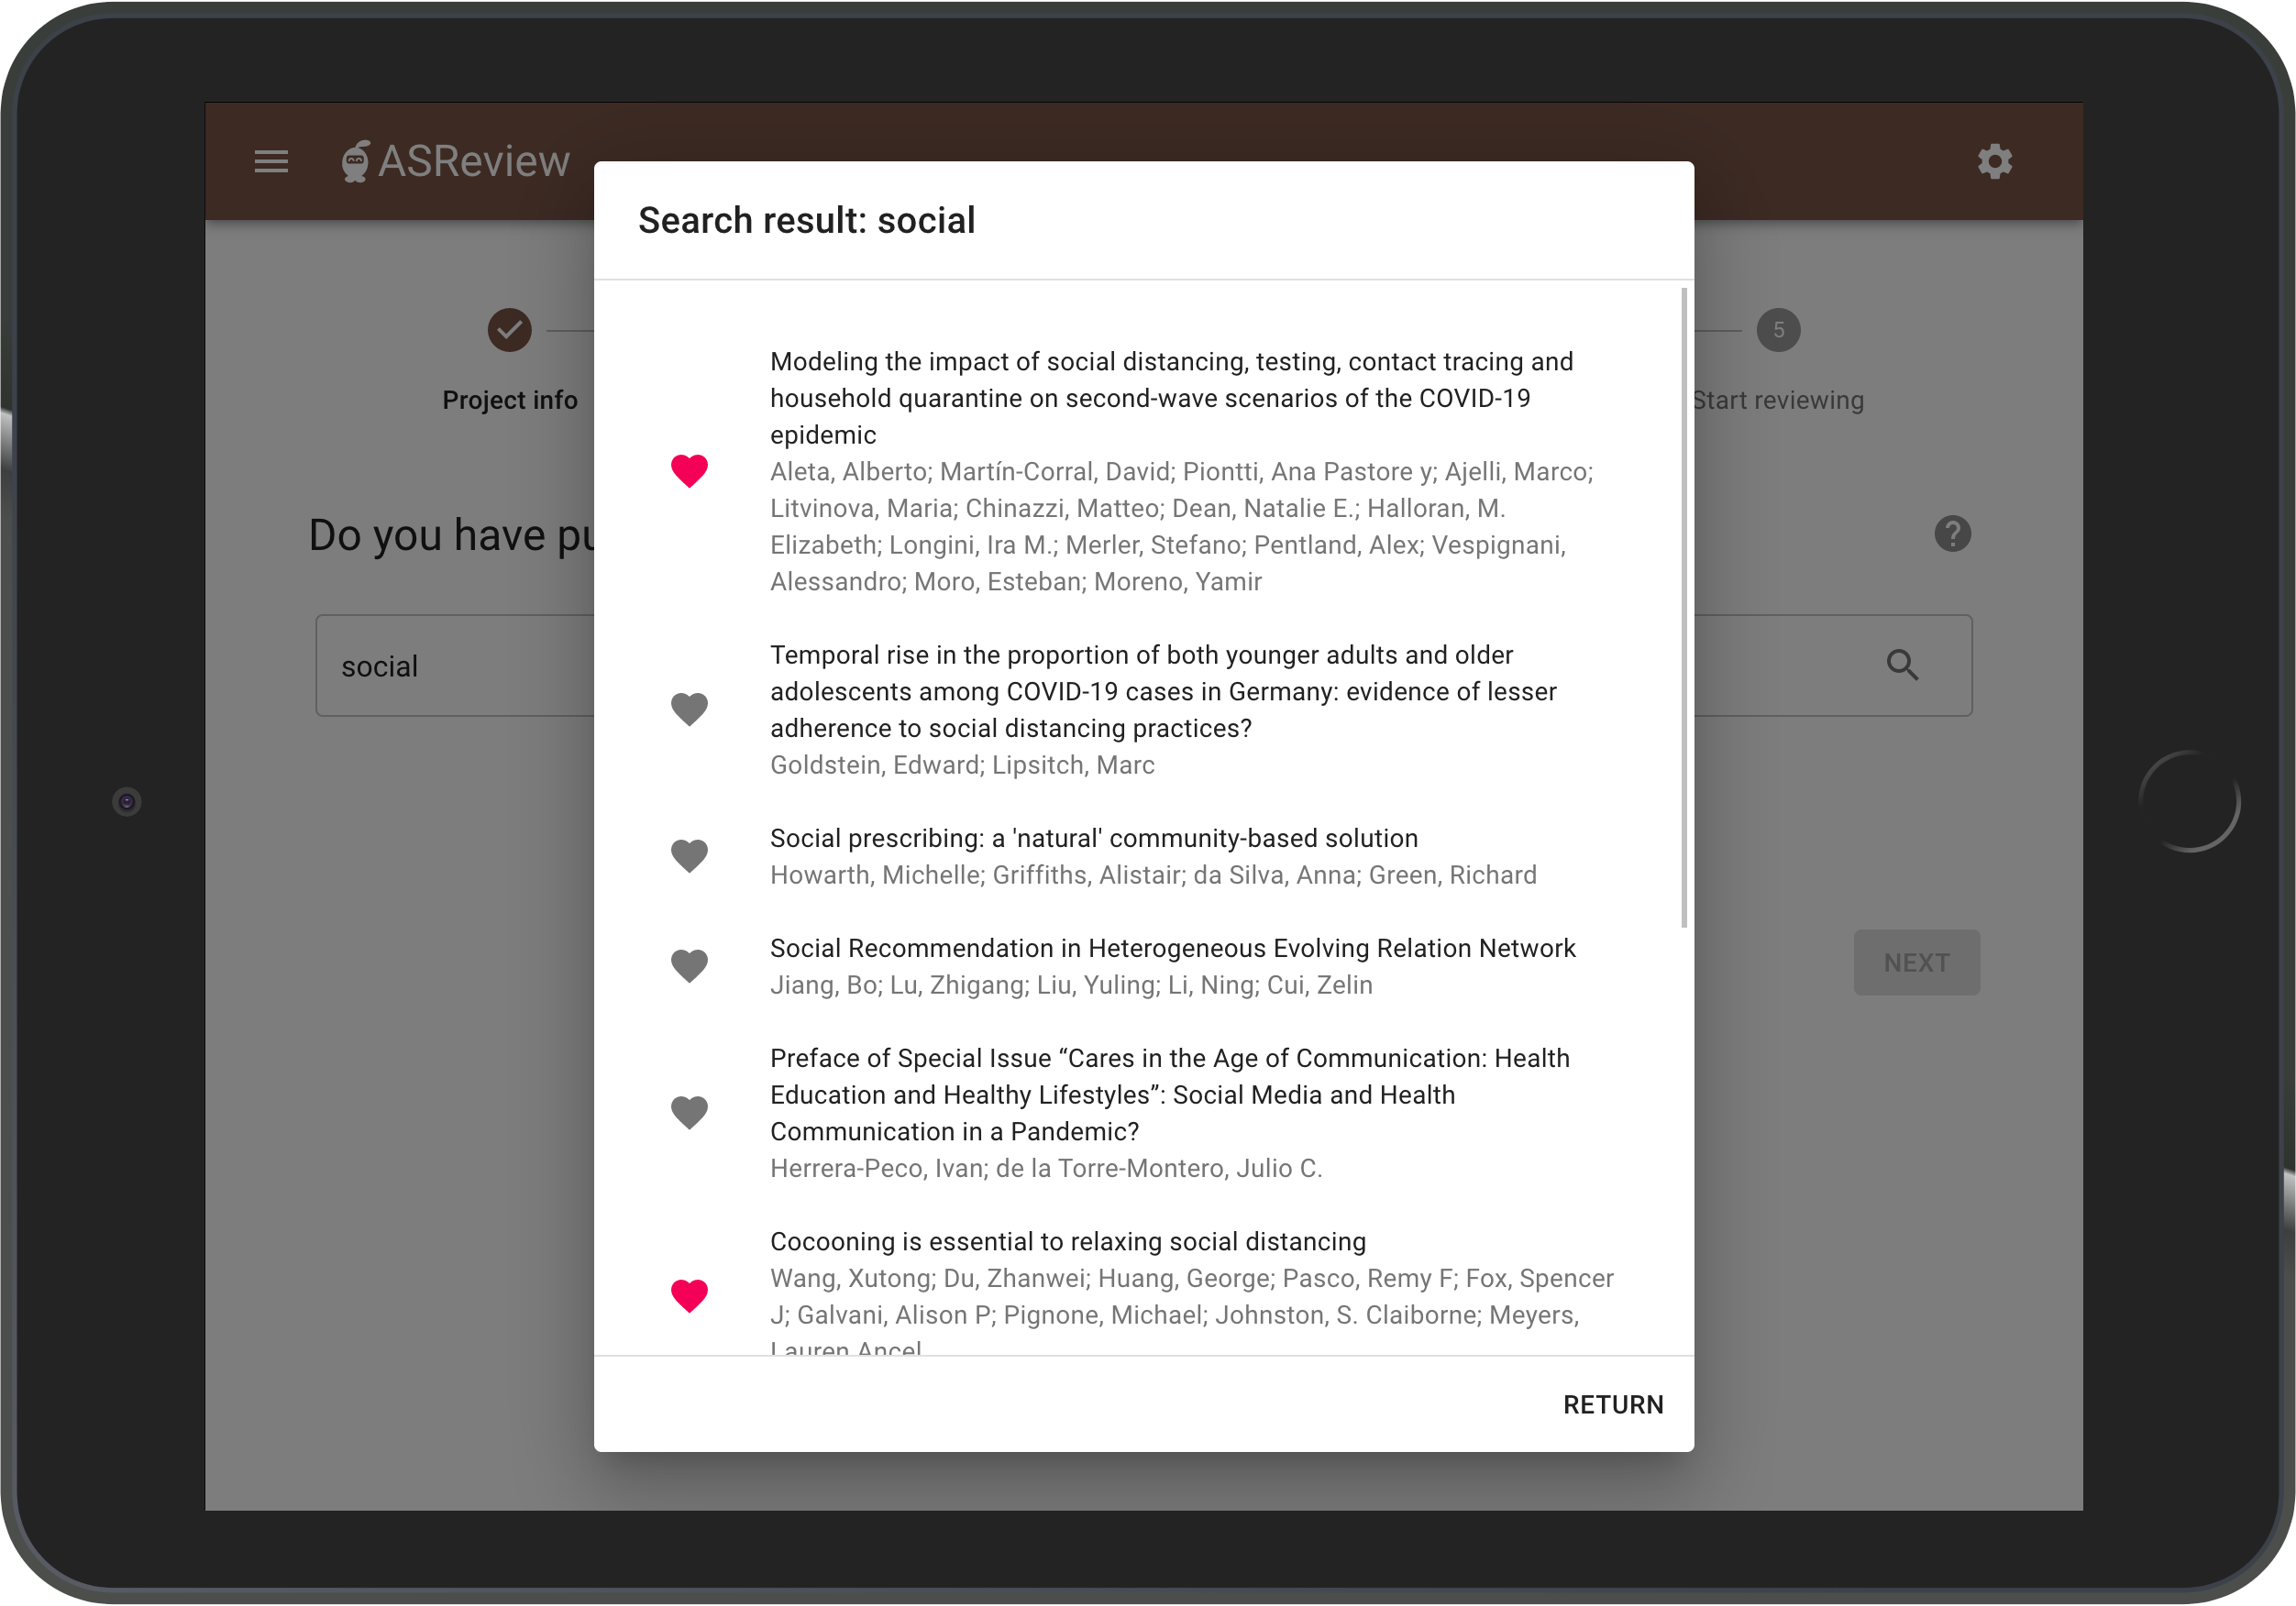 ASReview
Search result: social
5
Project info
Start reviewing
Modeling the impact of social distancing, testing, contact tracing and
household quarantine on second-wave scenarios of the COVID-19
epidemic
Aleta, Alberto; Martín-Corral, David; Piontti, Ana Pastore y; Ajelli, Marco;
Litvinova, Maria; Chinazzi, Matteo; Dean, Natalie E.; Halloran, M.
Elizabeth; Longini, Ira M.; Merler, Stefano; Pentland, Alex; Vespignani,
Alessandro; Moro, Esteban; Moreno, Yamir
Do you have
?
social
Temporal rise in the proportion of both younger adults and older
adolescents among COVID-19 cases in Germany: evidence of lesser
adherence to social distancing practices?
Goldstein, Edward; Lipsitch, Marc
Social prescribing: a 'natural' community-based solution
Howarth, Michelle; Griffiths, Alistair; da Silva, Anna; Green, Richard
Social Recommendation in Heterogeneous Evolving Relation Network
Jiang, Bo; Lu, Zhigang; Liu, Yuling; Li, Ning; Cui, Zelin
NEXT
Preface of Special Issue “Cares in the Age of Communication: Health
Education and Healthy Lifestyles”: Social Media and Health
Communication in a Pandemic?
Herrera-Peco, Ivan; de la Torre-Montero, Julio C.
Cocooning is essential to relaxing social distancing
Wang, Xutong; Du, Zhanwei; Huang, George; Pasco, Remy F; Fox, Spencer
J; Galvani, Alison P; Pignone, Michael; Johnston, S. Claiborne; Meyers,
Lauren Ancel
RETURN